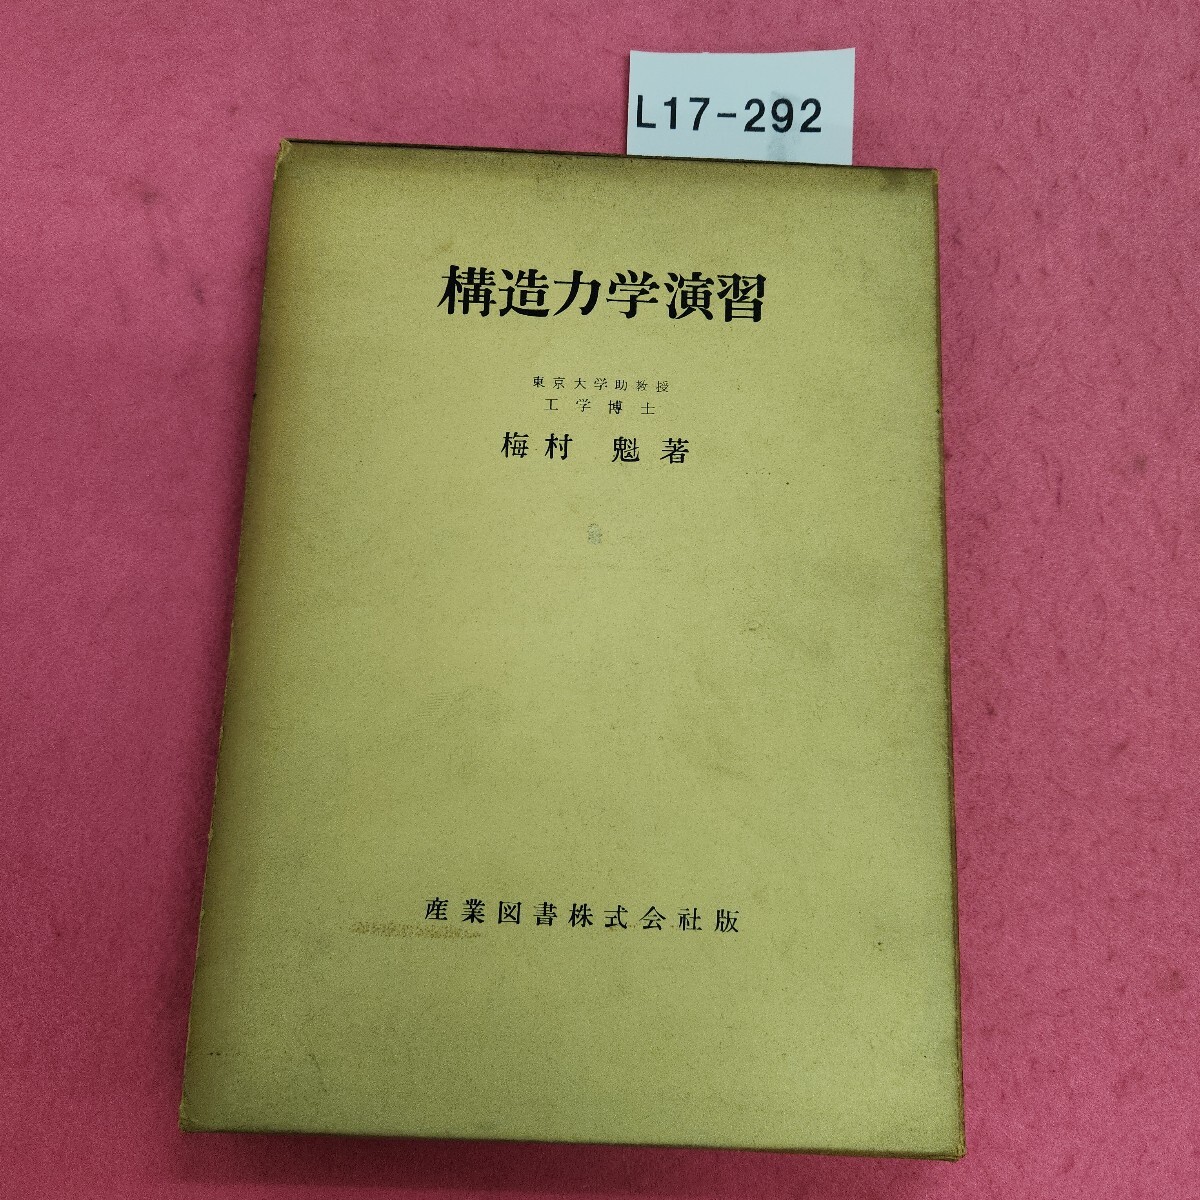 L17-292
構造力学演習
東京大学助教授
工学博士
梅村 魁著
産業図書株式会社版